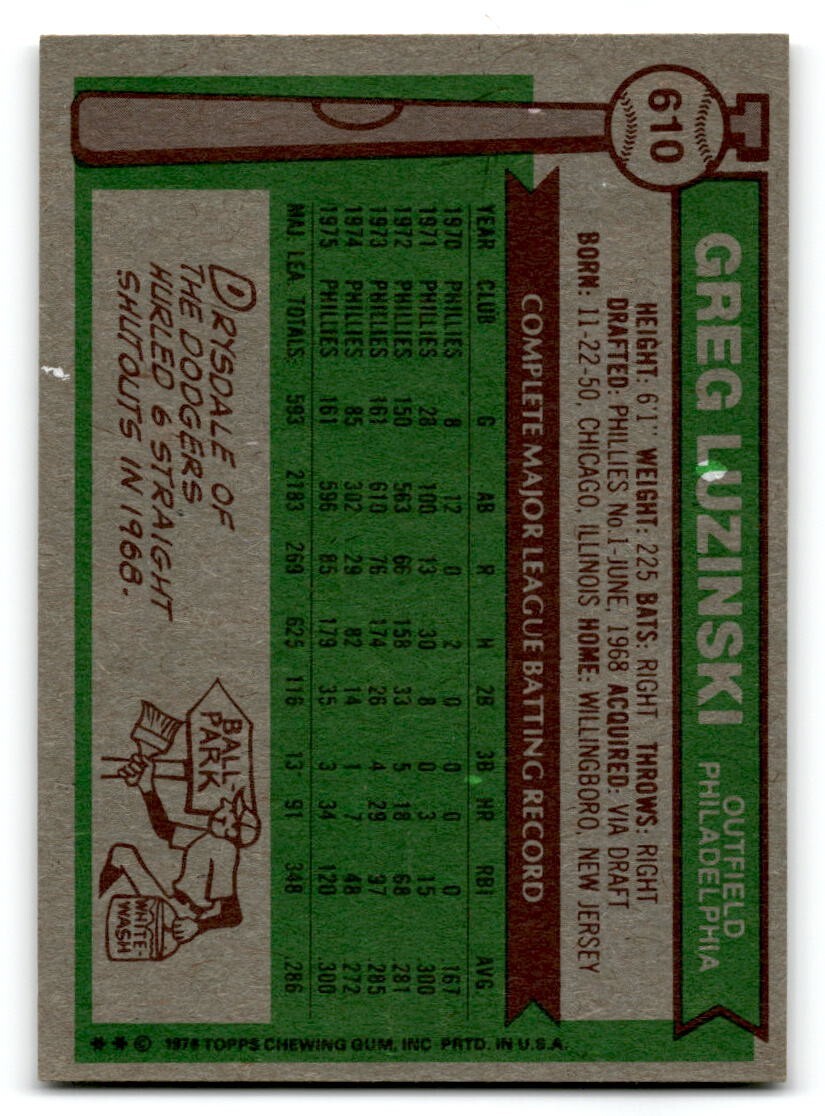 610
GREG LUZINSKI
OUTFIELD
PHILADELPHIA
HEIGHT: 6'1" WEIGHT: 225 BATS: RIGHT THROWS: RIGHT
DRAFTED: PHILLIES No.1-JUNE, 1968 ACQUIRED: VIA DRAFT
BORN: 11-22-50, CHICAGO, ILLINOIS HOME: WILLINGBORO, NEW JERSEY
COMPLETE MAJOR LEAGUE BATTING RECORD
YEAR CLUB G AB R H 2B 3B HR RBI AVG.
1970 PHILLIES 8 12 0 2 0 0 0 0 .167
1971 PHILLIES 28 100 13 30 8 0 3 15 .300
1972 PHILLIES 150 563 66 158 33 5 18 68 .281
1973 PHILLIES 161 610 76 174 26 4 29 97 .285
1974 PHILLIES 85 302 29 82 14 1 7 48 .272
1975 PHILLIES 161 596 85 179 35 3 34 120 .300
MAJ. LEA. TOTALS 593 2183 269 625 116 13 91 348 .286
DRYSDALE OF
THE DODGERS
HURLED 6 STRAIGHT
SHUTOUTS IN 1968.
BALL-
PARK
WHITE-
WASH
** © 1976 TOPPS CHEWING GUM, INC PRTD. IN U.S.A.